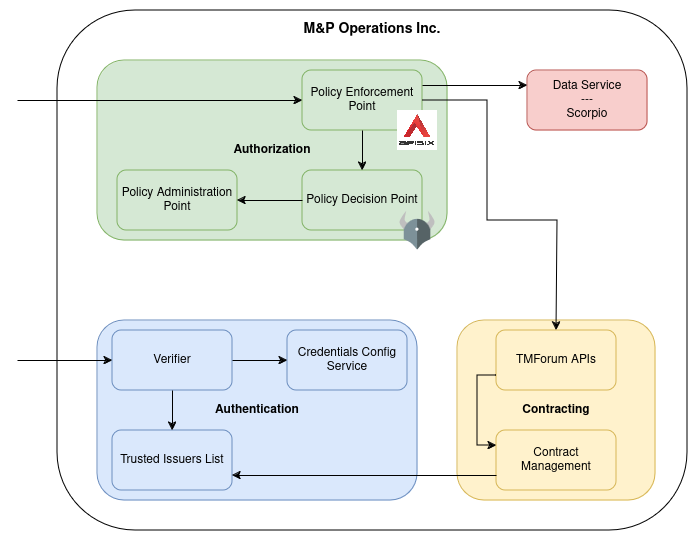 M&P Operations Inc.
Policy Enforcement
Point
Data Service
---
Scorpio
APISIX
Authorization
Policy Administration
Point
Policy Decision Point
Verifier
Credentials Config
Service
TMForum APIs
Authentication
Contracting
Trusted Issuers List
Contract
Management